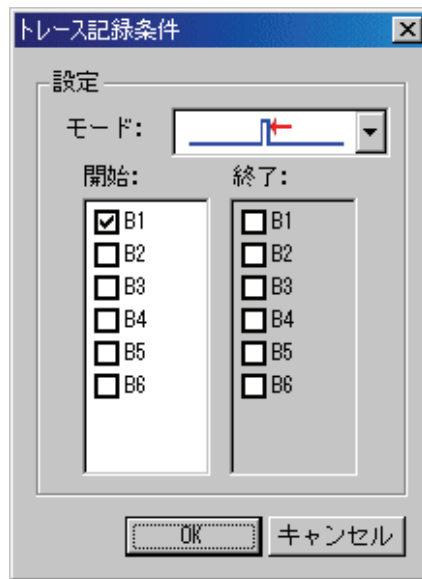 トレース記録条件
設定
モード:
開始: 終了:
B1 B1
B2 B2
B3 B3
B4 B4
B5 B5
B6 B6
OK キャンセル